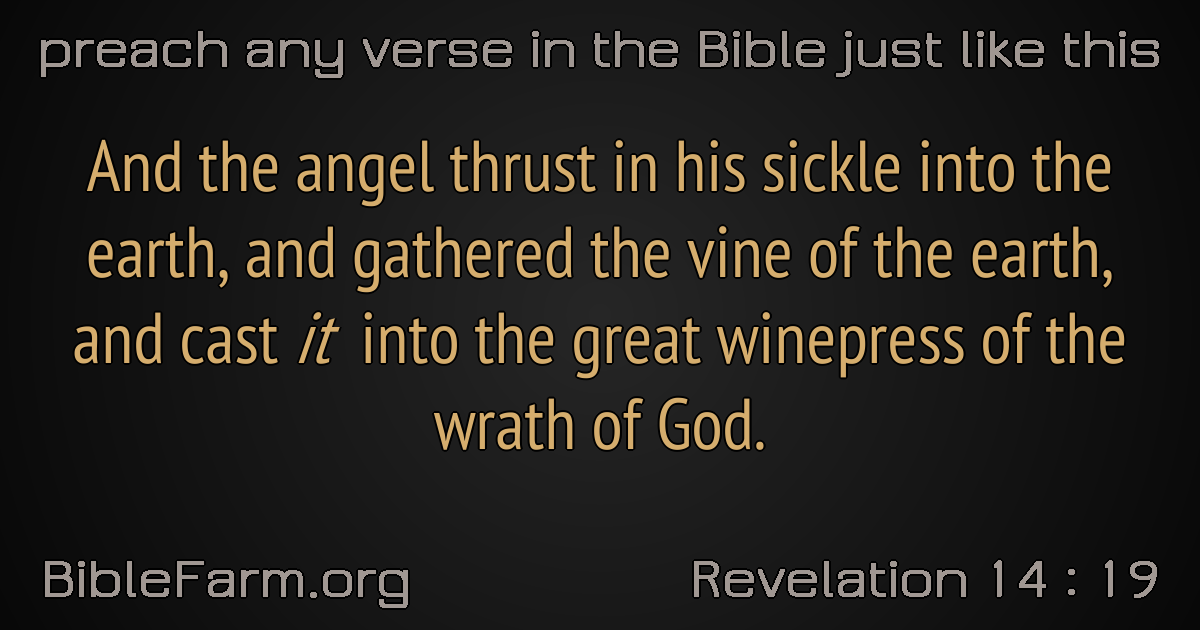 preach any verse in the Bible just like this
And the angel thrust in his sickle into the
earth, and gathered the vine of the earth,
and cast it into the great winepress of the
wrath of God.
BibleFarm.org
Revelation 14 : 19